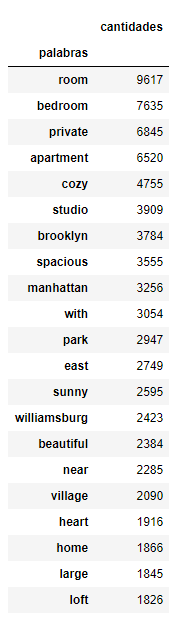 cantidades
palabras
room 9617
bedroom 7635
private 6845
apartment 6520
cozy 4755
studio 3909
brooklyn 3784
spacious 3555
manhattan 3256
with 3054
park 2947
east 2749
sunny 2595
williamsburg 2423
beautiful 2384
near 2285
village 2090
heart 1916
home 1866
large 1845
loft 1826